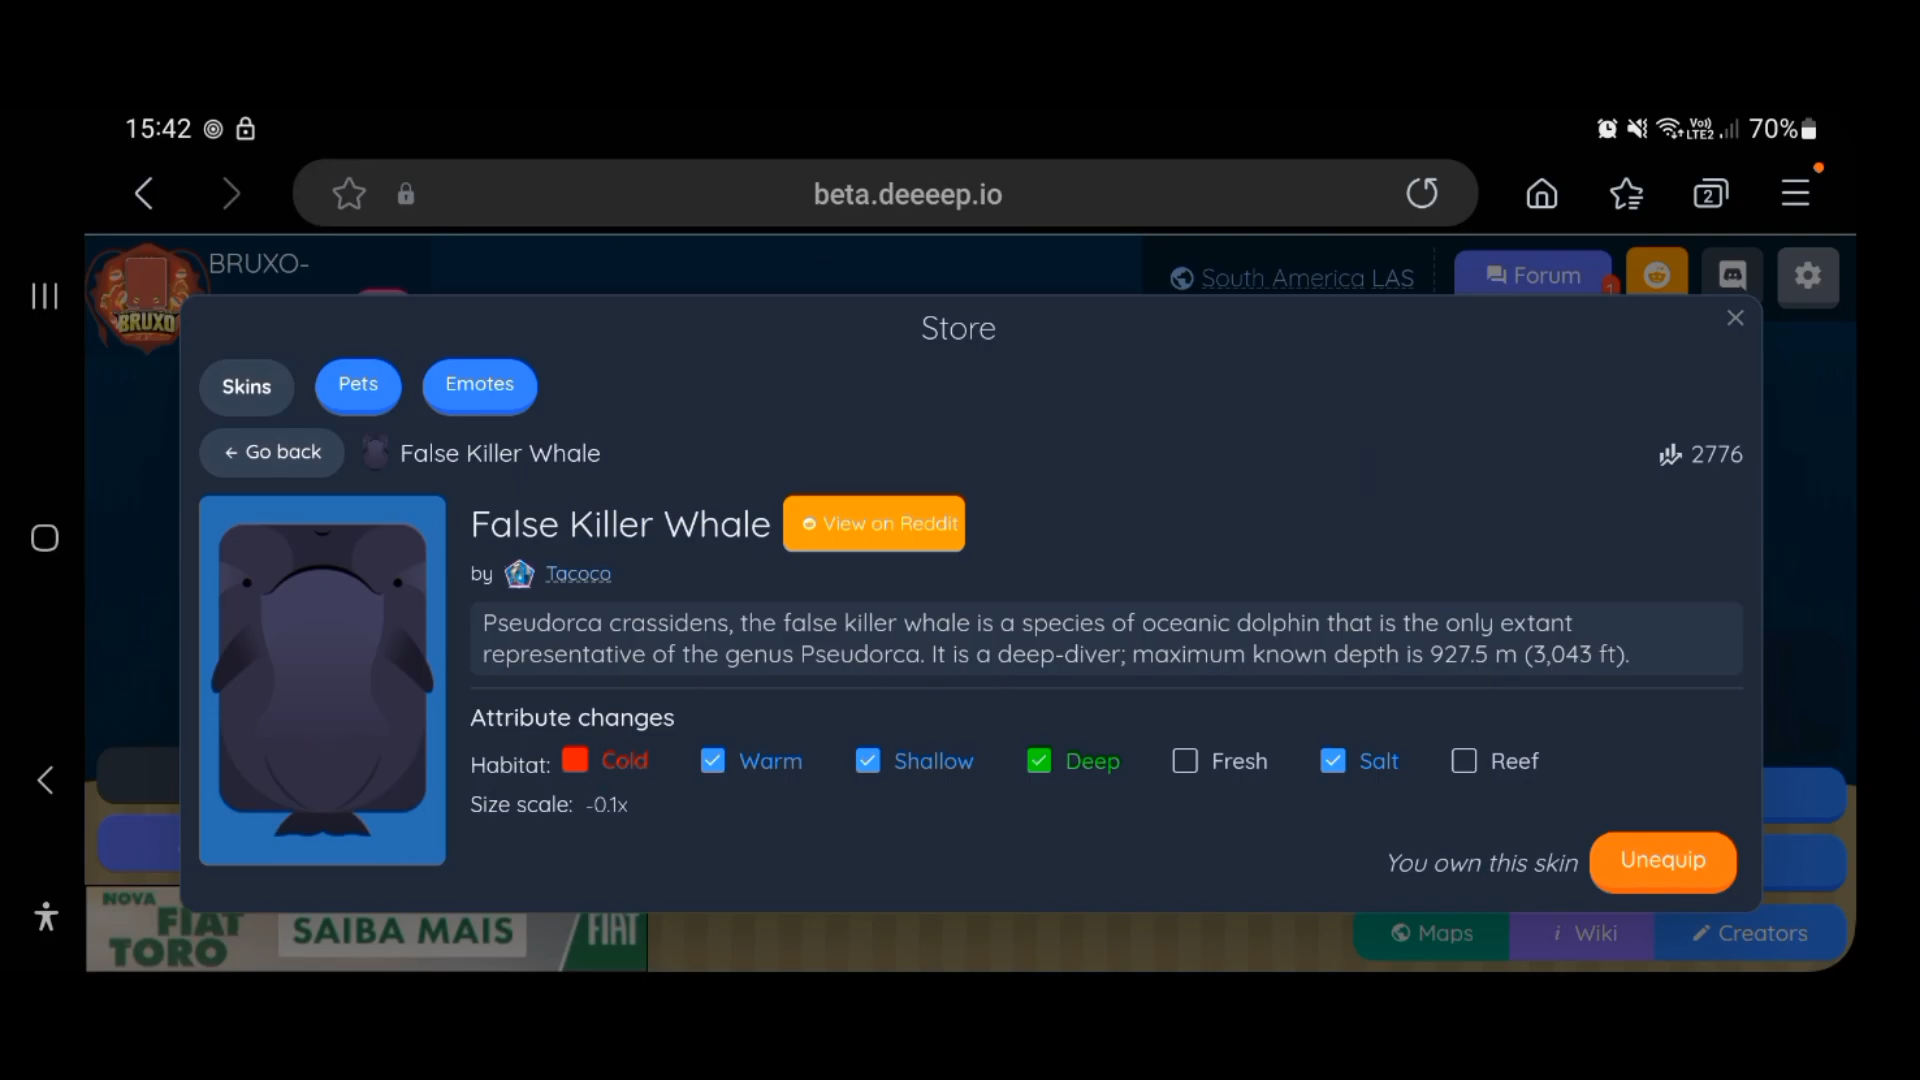 15:42
Vo))
LTE2
70%
beta.deeeep.io
2
BRUXO-
BRUXO
South America LAS
Forum
1
Store
Skins
Pets
Emotes
← Go back
False Killer Whale
2776
False Killer Whale
View on Reddit
by Tacoco
Pseudorca crassidens, the false killer whale is a species of oceanic dolphin that is the only extant
representative of the genus Pseudorca. It is a deep-diver; maximum known depth is 927.5 m (3,043 ft).
Attribute changes
Habitat: Cold Warm Shallow Deep Fresh Salt Reef
Size scale: -0.1x
You own this skin
Unequip
NOVA
FIAT
TORO
SAIBA MAIS
FIAT
Maps
i Wiki
Creators